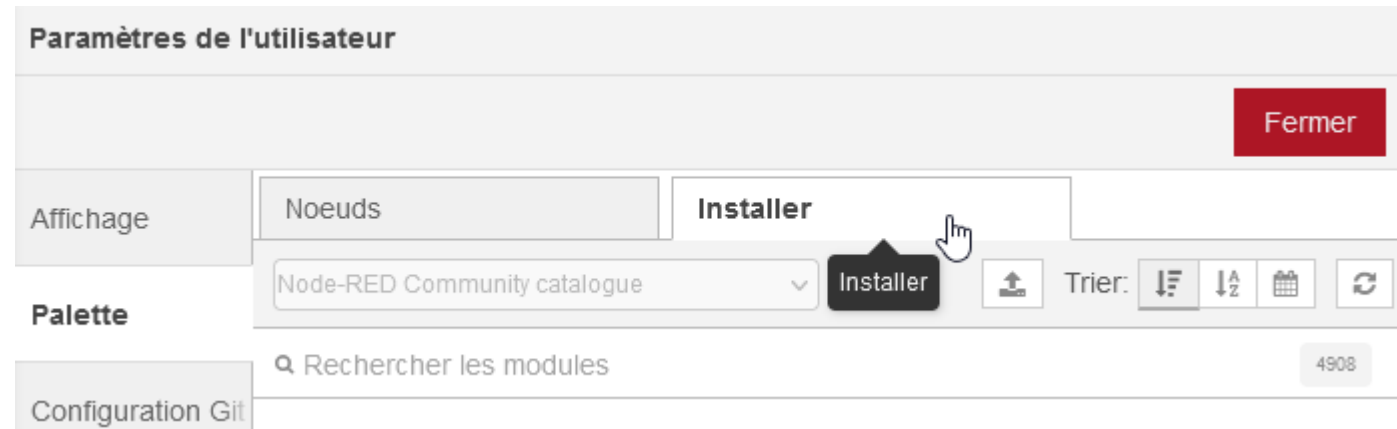 Paramètres de l'utilisateur
Fermer
Affichage
Noeuds
Installer
Node-RED Community catalogue
Installer
Trier:
Palette
Rechercher les modules
4908
Configuration Git